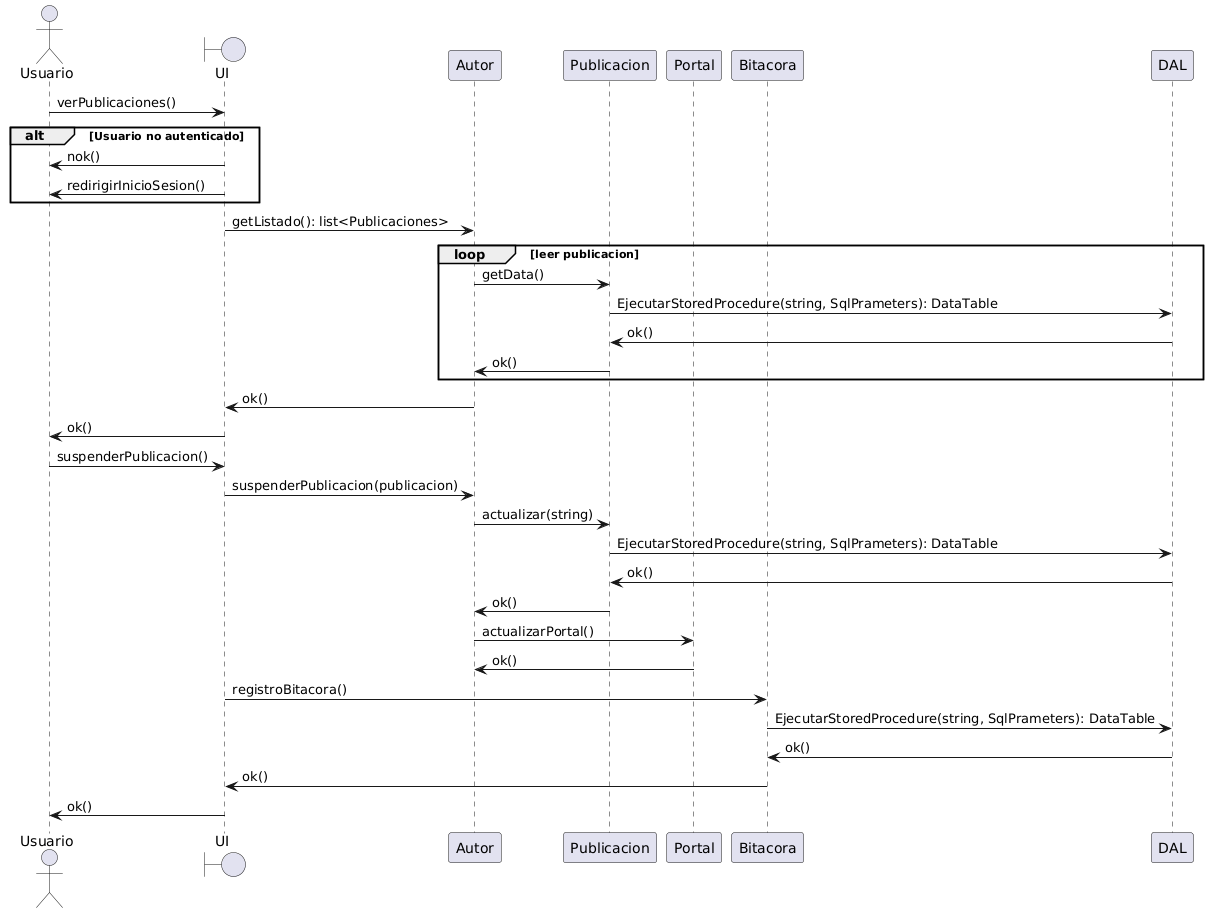 Usuario
UI
Autor
Publicacion
Portal
Bitacora
DAL
verPublicaciones()
alt
[Usuario no autenticado]
nok()
redirigirInicioSesion()
getListado(): list<Publicaciones>
loop
[leer publicacion]
getData()
EjecutarStoredProcedure(string, SqlPrameters): DataTable
ok()
ok()
ok()
ok()
suspenderPublicacion()
suspenderPublicacion(publicacion)
actualizar(string)
EjecutarStoredProcedure(string, SqlPrameters): DataTable
ok()
ok()
actualizarPortal()
ok()
registroBitacora()
EjecutarStoredProcedure(string, SqlPrameters): DataTable
ok()
ok()
ok()
Usuario
UI
Autor
Publicacion
Portal
Bitacora
DAL